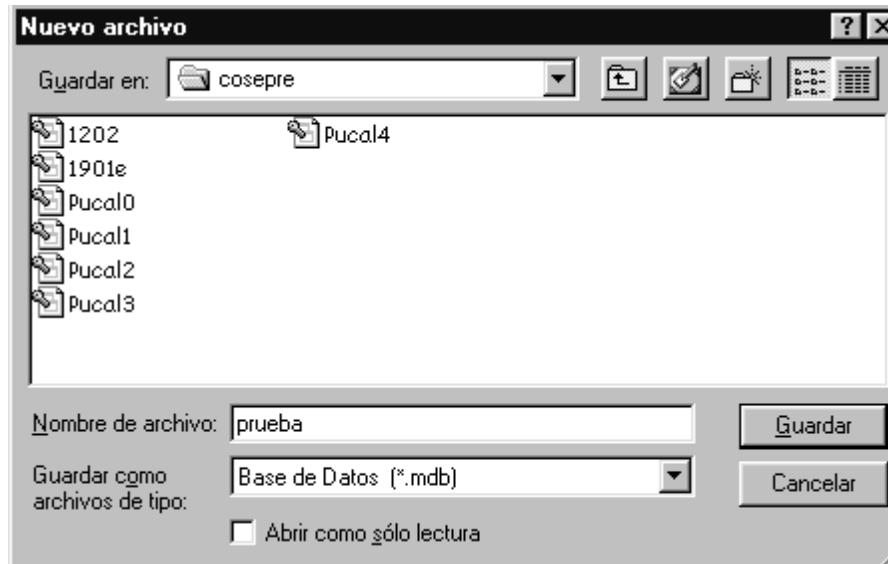 Nuevo archivo
Guardar en: cosepre
1202
1901e
Pucal0
Pucal1
Pucal2
Pucal3
Pucal4
Nombre de archivo: prueba
Guardar
Guardar como archivos de tipo:
Base de Datos (*.mdb)
Cancelar
Abrir como sólo lectura